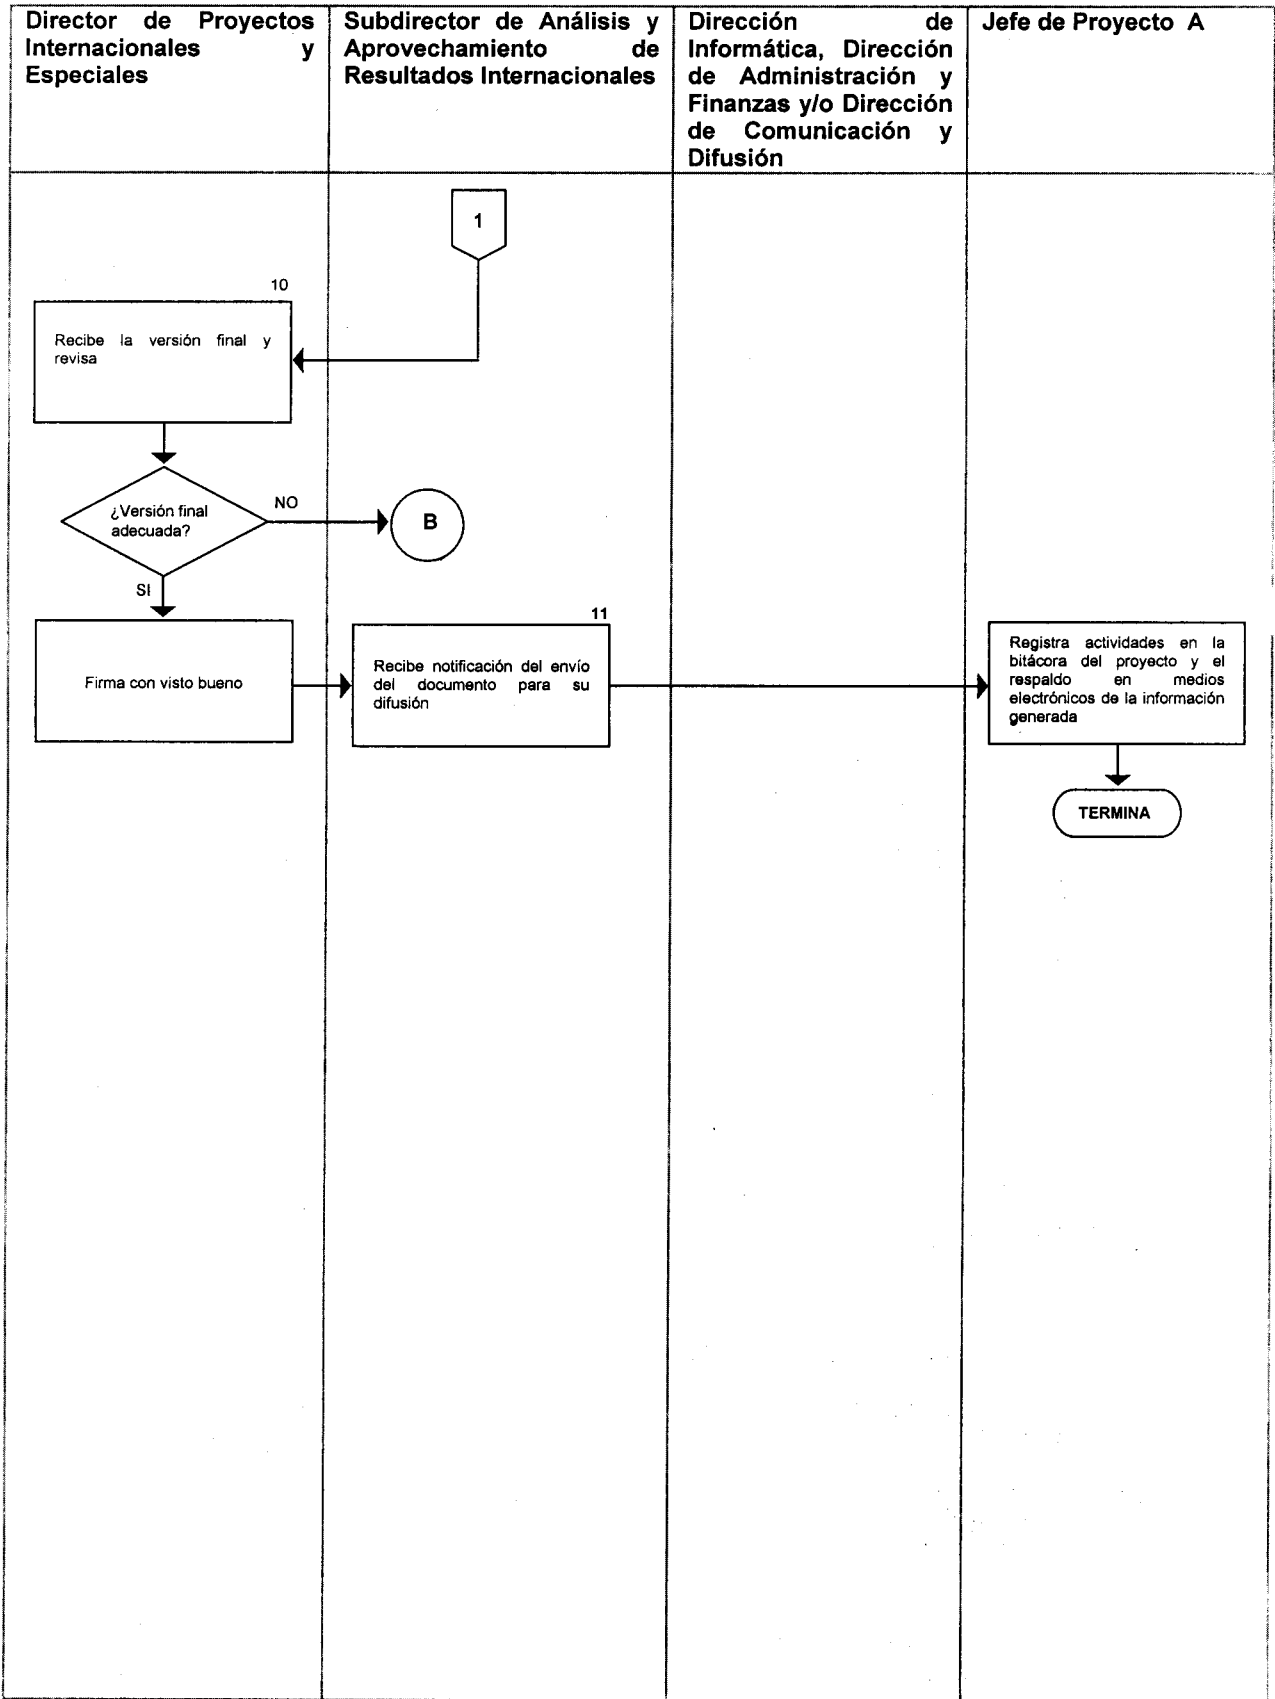 Director de Proyectos
Internacionales y
Especiales
Subdirector de Análisis y
Aprovechamiento de
Resultados Internacionales
Dirección de
Informática, Dirección
de Administración y
Finanzas y/o Dirección
de Comunicación y
Difusión
Jefe de Proyecto A
1
10
Recibe la versión final y
revisa
¿Versión final
adecuada?
NO
B
SI
Firma con visto bueno
11
Recibe notificación del envío
del documento para su
difusión
Registra actividades en la
bitácora del proyecto y el
respaldo en medios
electrónicos de la información
generada
TERMINA